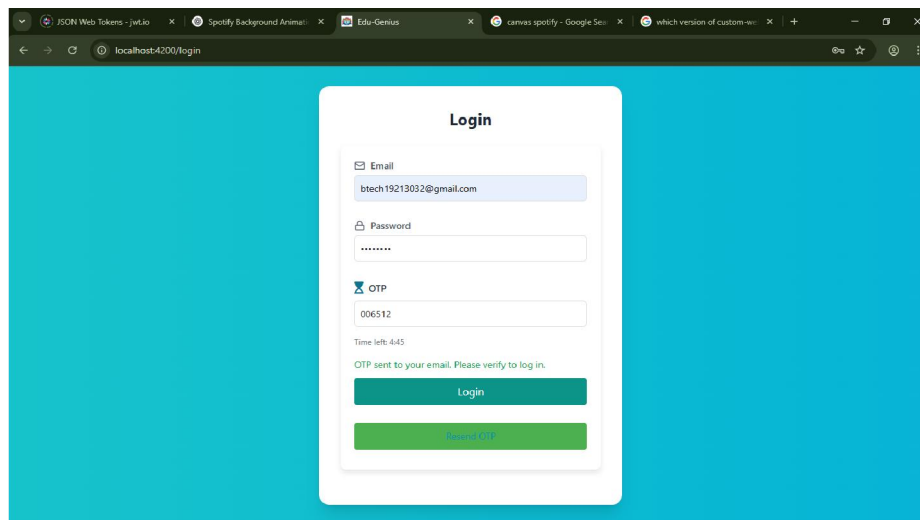 JSON Web Tokens - jwt.io
Spotify Background Animati
Edu-Genius
canvas spotify - Google Sea
which version of custom-we
localhost:4200/login
Login
Email
btech19213032@gmail.com
Password
OTP
006512
Time left: 4:45
OTP sent to your email. Please verify to log in.
Login
Resend OTP